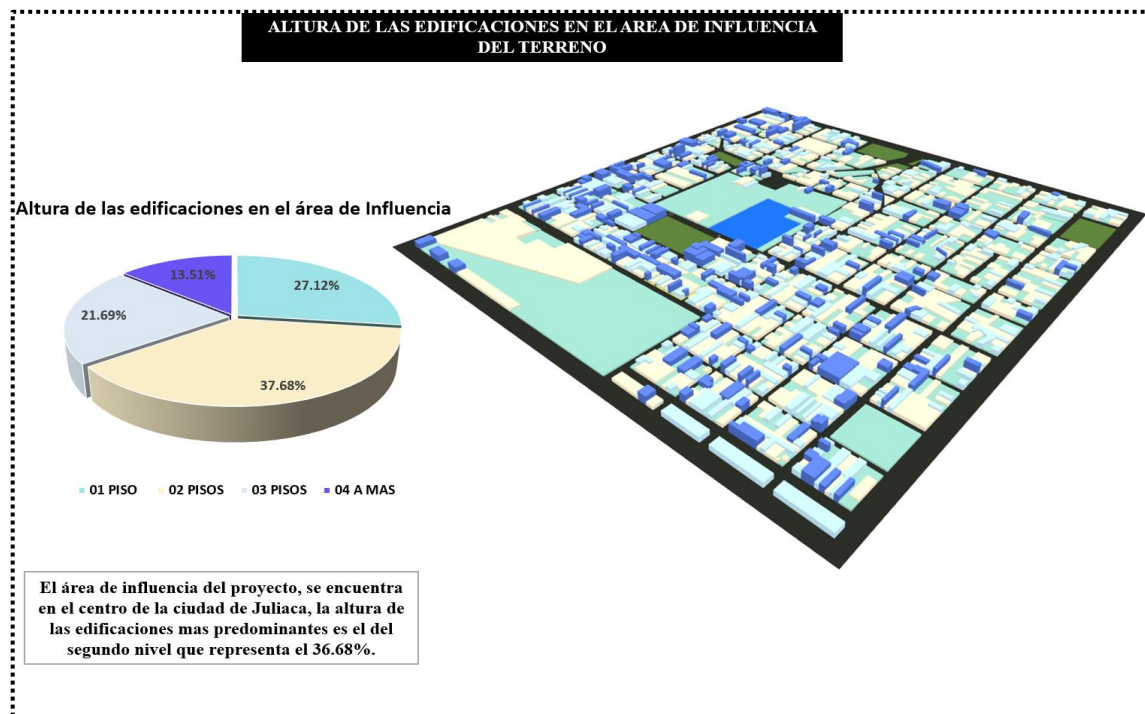 ALTURA DE LAS EDIFICACIONES EN EL AREA DE INFLUENCIA
DEL TERRENO
Altura de las edificaciones en el área de Influencia
13.51%
27.12%
21.69%
37.68%
01 PISO
02 PISOS
03 PISOS
04 A MAS
El área de influencia del proyecto, se encuentra
en el centro de la ciudad de Juliaca, la altura de
las edificaciones mas predominantes es el del
segundo nivel que representa el 36.68%.